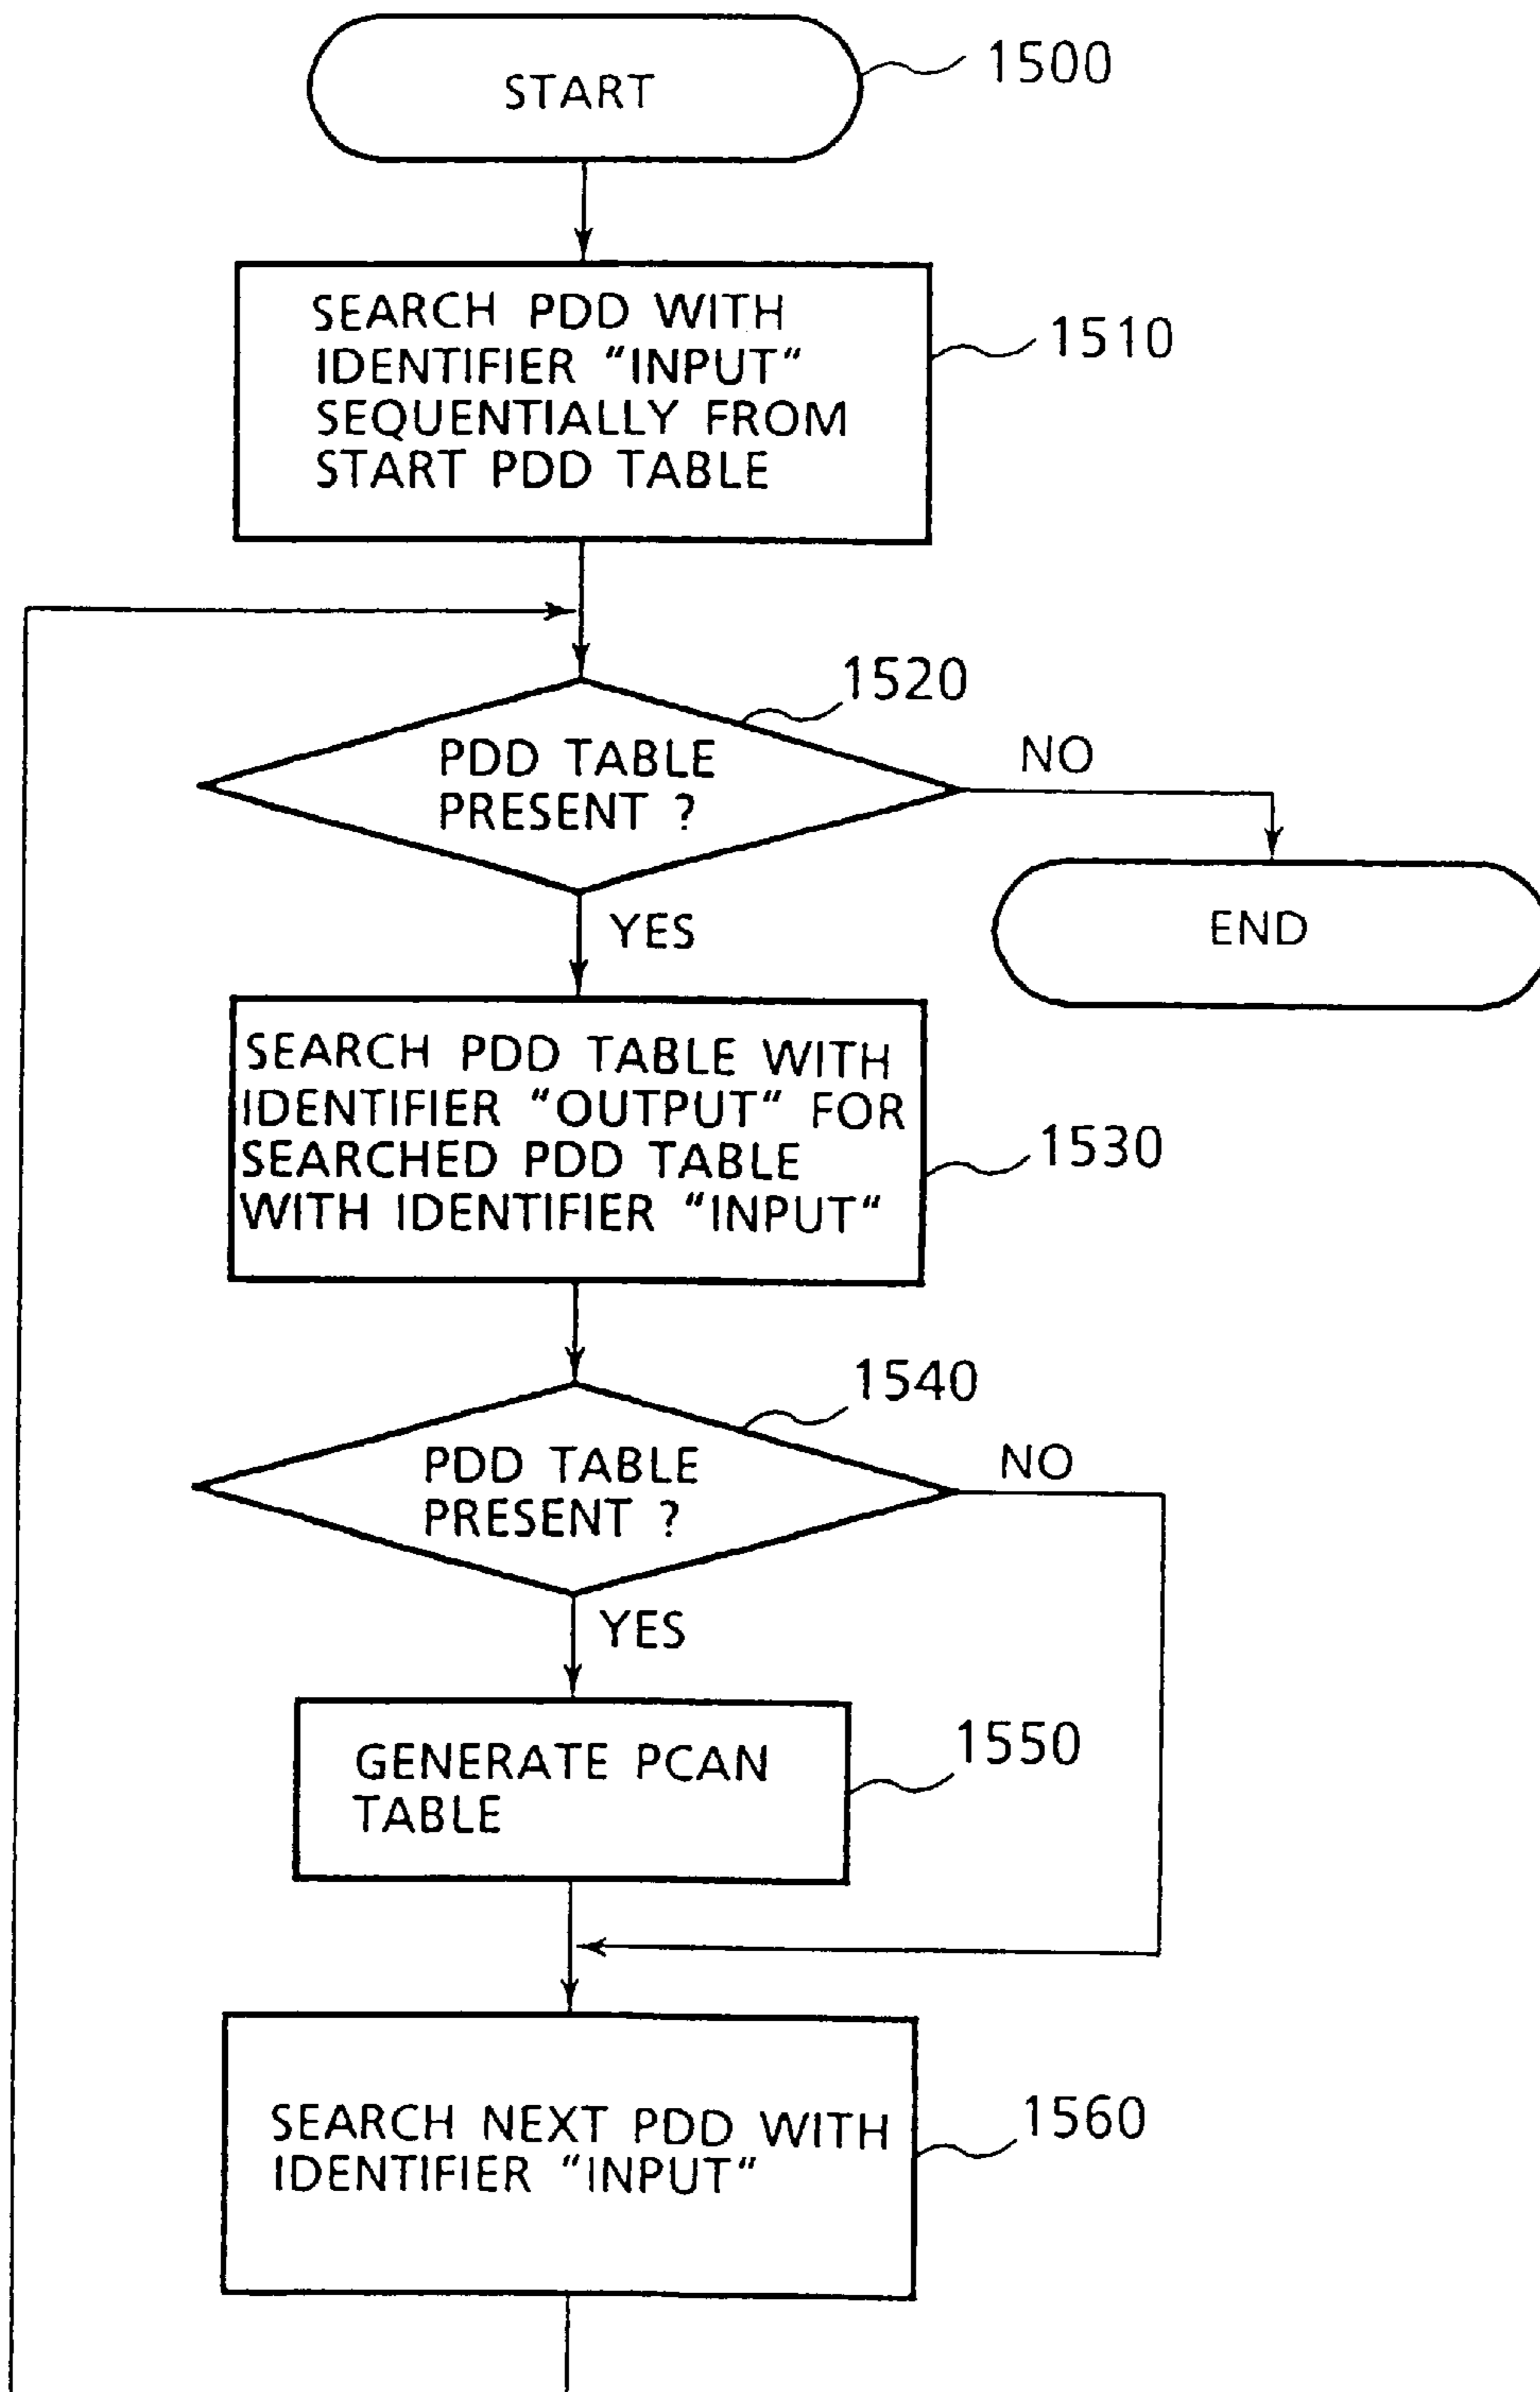 START
1500
SEARCH PDD WITH
IDENTIFIER "INPUT"
SEQUENTIALLY FROM
START PDD TABLE
1510
1520
PDD TABLE
PRESENT ?
NO
END
YES
SEARCH PDD TABLE WITH
IDENTIFIER "OUTPUT" FOR
SEARCHED PDD TABLE
WITH IDENTIFIER "INPUT"
1530
1540
PDD TABLE
PRESENT ?
NO
YES
GENERATE PCAN
TABLE
1550
SEARCH NEXT PDD WITH
IDENTIFIER "INPUT"
1560